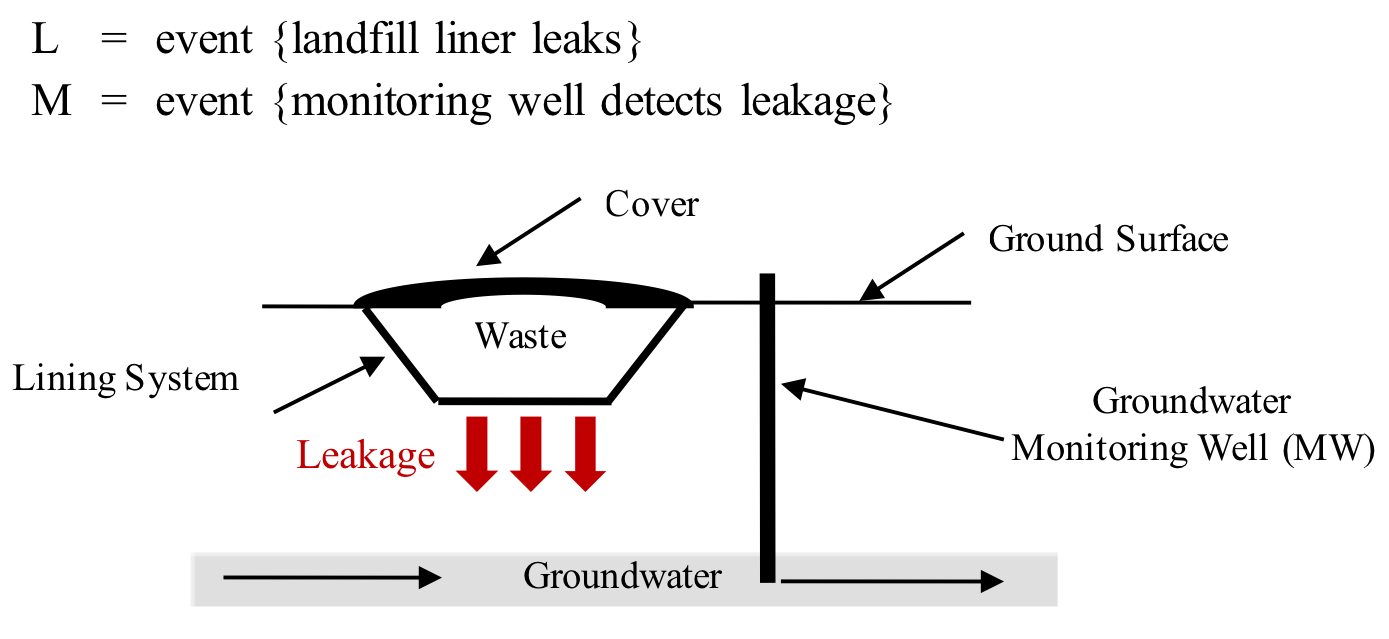 L = event {landfill liner leaks}
M = event {monitoring well detects leakage}
Cover
Ground Surface
Waste
Lining System
Groundwater
Monitoring Well (MW)
Leakage
Groundwater